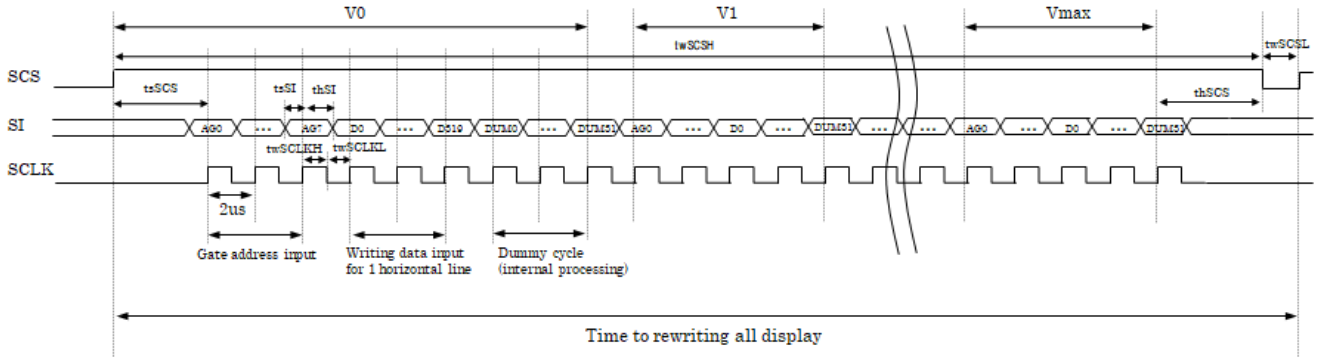 V0 V1 Vmax
twSCSH twSCSL
SCS
tsSCS tsSI thSI thSCS
SI AG0 ... AG7 D0 ... D519 DUM0 ... DUM51 AG0 ... D0 ... DUM51 ... ... AG0 ... D0 ... DUM51
twSCLKH twSCLKL
SCLK
2us
Gate address input Writing data input Dummy cycle
for 1 horizontal line (internal processing)
Time to rewriting all display